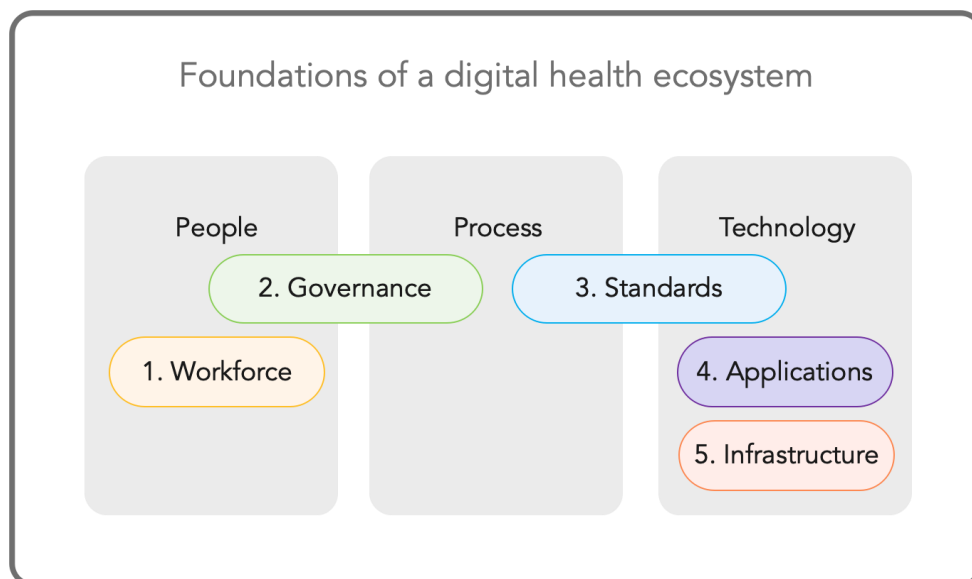 Foundations of a digital health ecosystem
People
Process
Technology
2. Governance
3. Standards
1. Workforce
4. Applications
5. Infrastructure